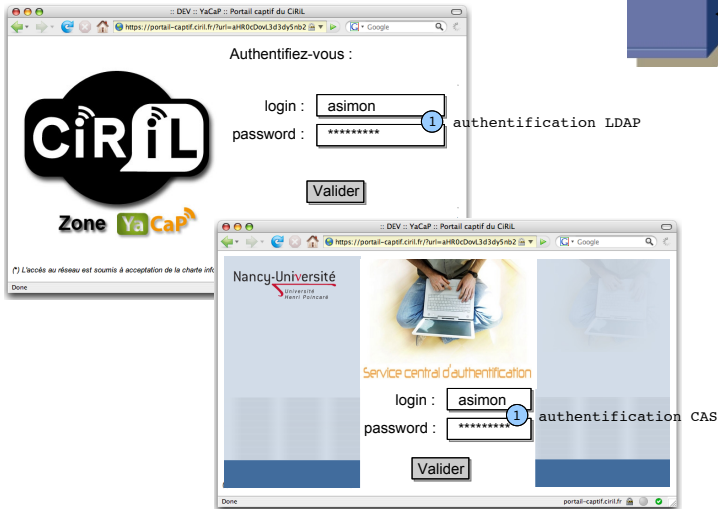 :: DEV :: YaCaP :: Portail captif du CiRiL
https://portail-captif.ciril.fr/?url=aHR0cDovL3d3dy5nb2
Google
Authentifiez-vous :
CiRiL
login : asimon
password : *********
1 authentification LDAP
Valider
Zone YaCaP
(*) L'accès au réseau est soumis à acceptation de la charte info
Done
:: DEV :: YaCaP :: Portail captif du CiRiL
https://portail-captif.ciril.fr/?url=aHR0cDovL3d3dy5nb2
Google
Nancy-Université
Université
Henri Poincaré
Service central d'authentification
login : asimon
password : *********
1 authentification CAS
Valider
Done
portail-captif.ciril.fr